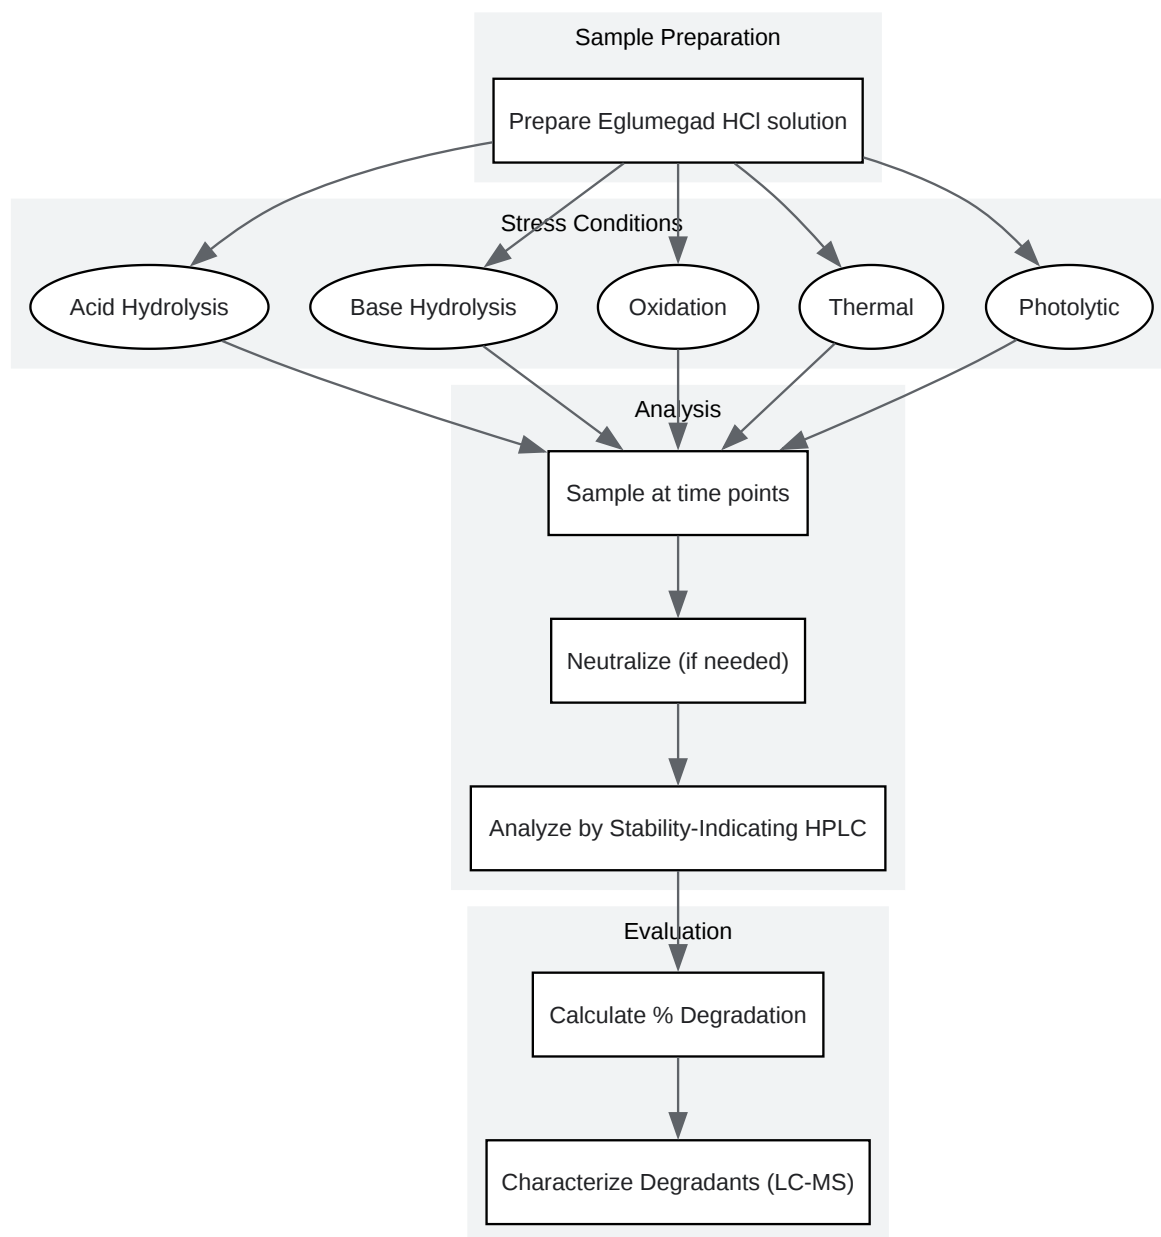 Sample Preparation
Prepare Eglumegad HCl solution
Stress Conditions
Acid Hydrolysis
Base Hydrolysis
Oxidation
Thermal
Photolytic
Analysis
Sample at time points
Neutralize (if needed)
Analyze by Stability-Indicating HPLC
Evaluation
Calculate % Degradation
Characterize Degradants (LC-MS)